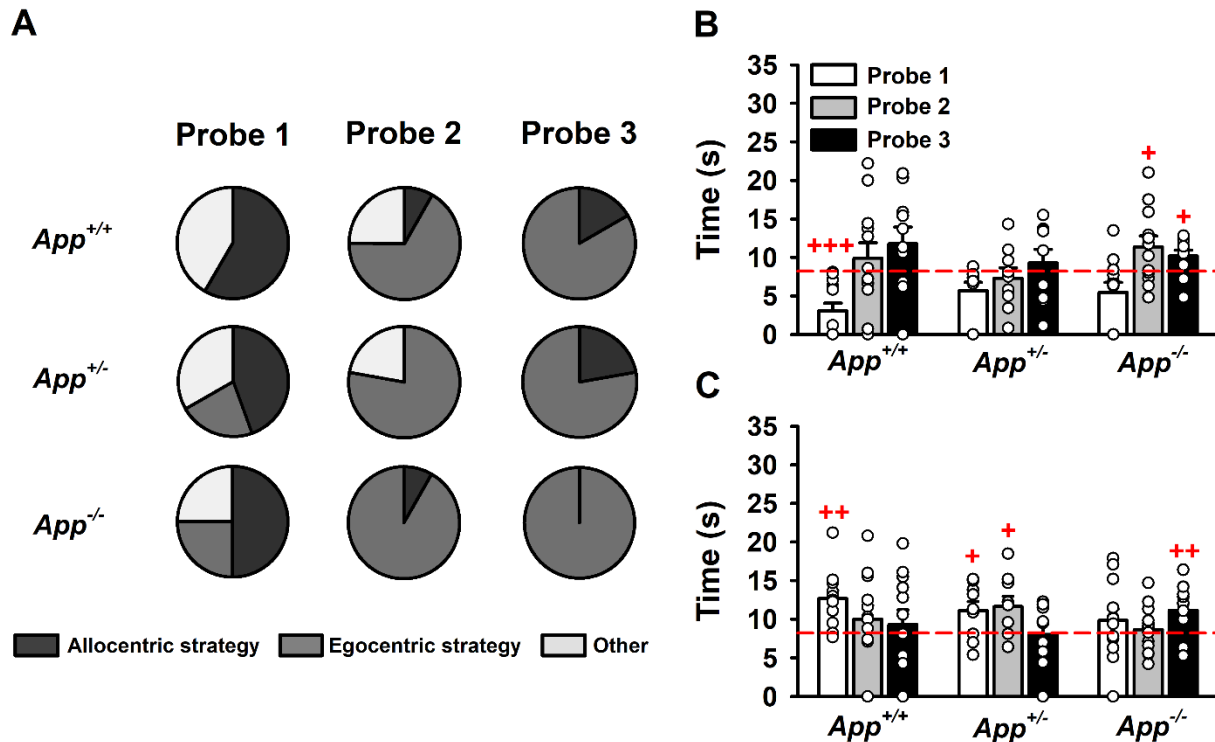 A
Probe 1 Probe 2 Probe 3
App+/+
App+/-
App-/-
Allocentric strategy Egocentric strategy Other
B
35
30
25
20
15
10
5
0
Time (s)
Probe 1
Probe 2
Probe 3
+++
+
+
App+/+ App+/- App-/-
C
35
30
25
20
15
10
5
0
Time (s)
++
+
+
++
App+/+ App+/- App-/-